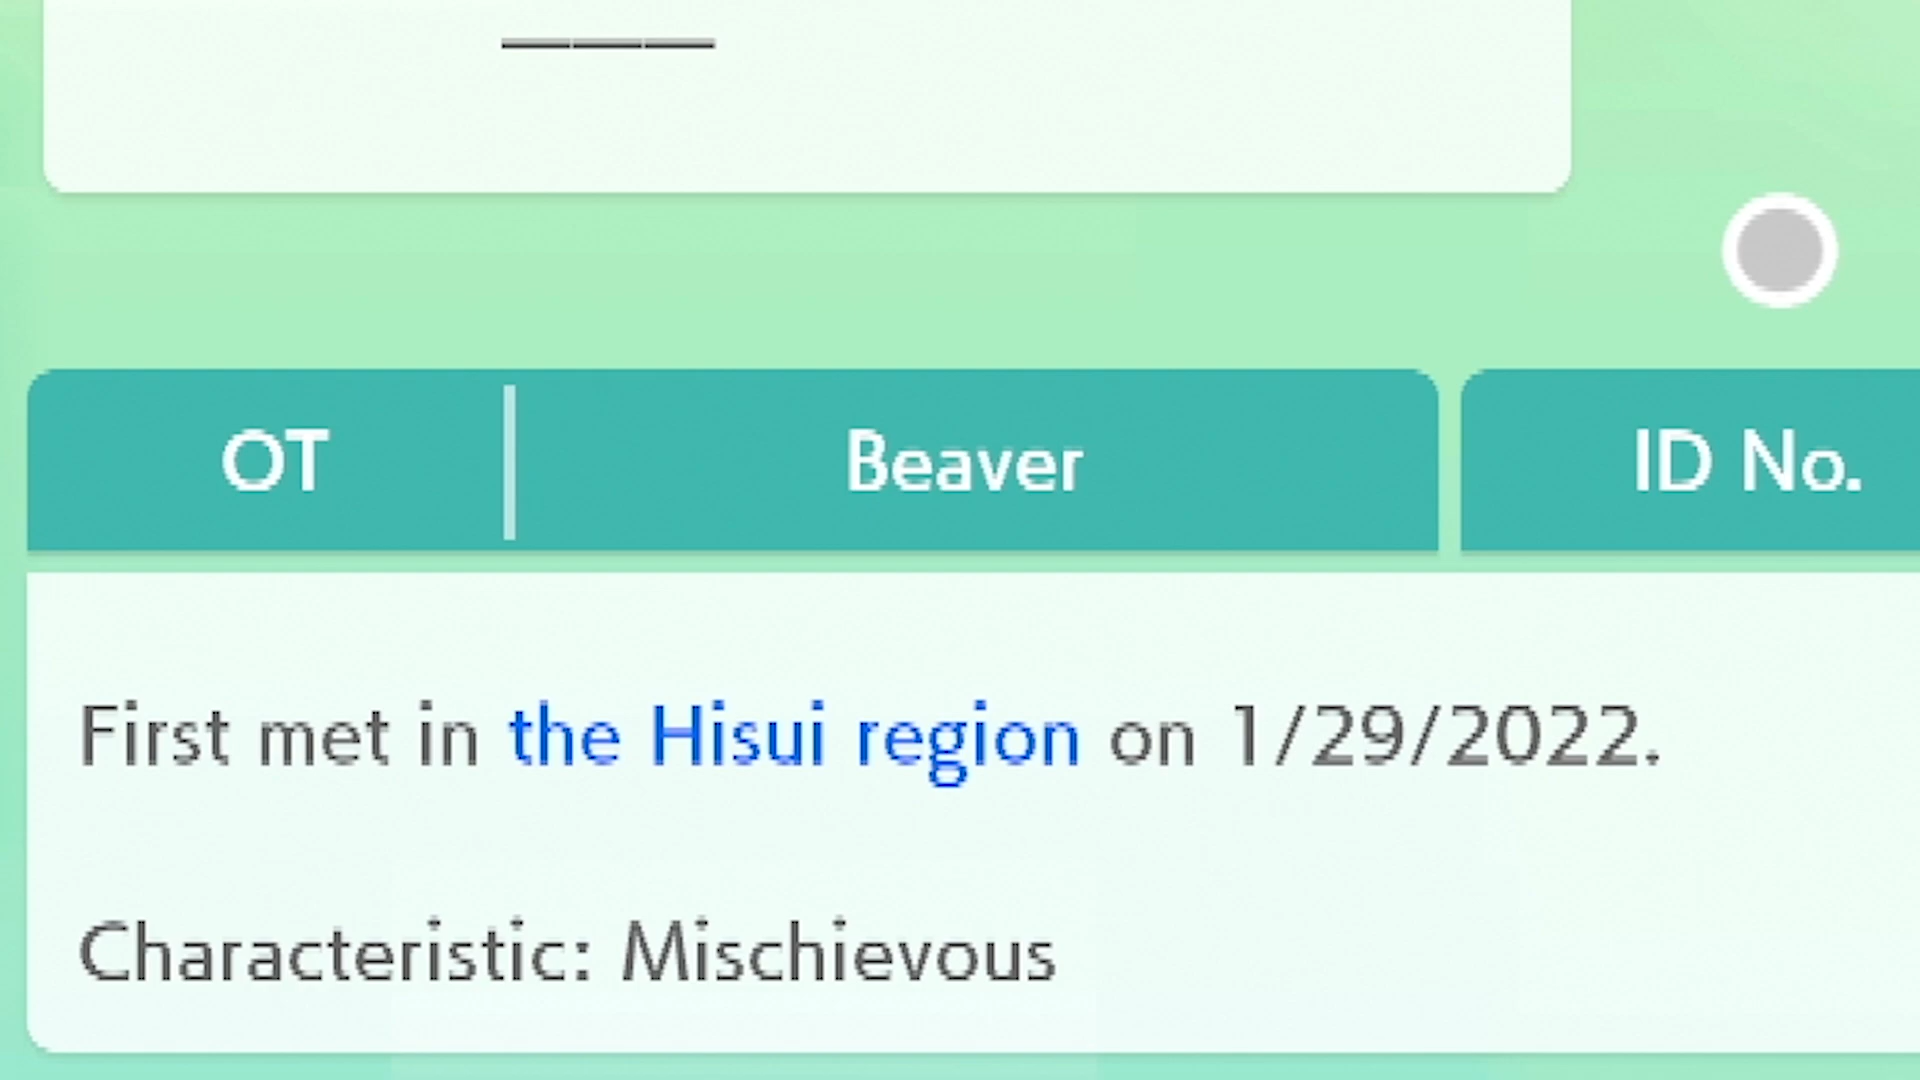 ———
OT Beaver ID No.
First met in the Hisui region on 1/29/2022.
Characteristic: Mischievous